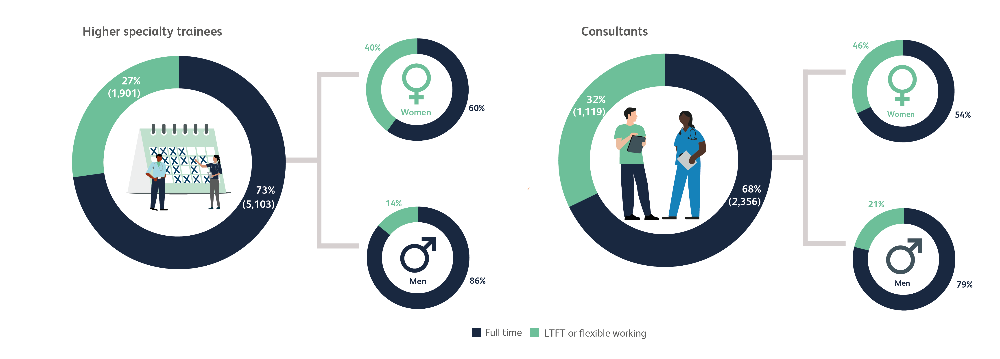 Higher specialty trainees
27%
(1,901)
73%
(5,103)
40%
Women
60%
14%
Men
86%
Consultants
32%
(1,119)
68%
(2,356)
46%
Women
54%
21%
Men
79%
Full time
LTFT or flexible working